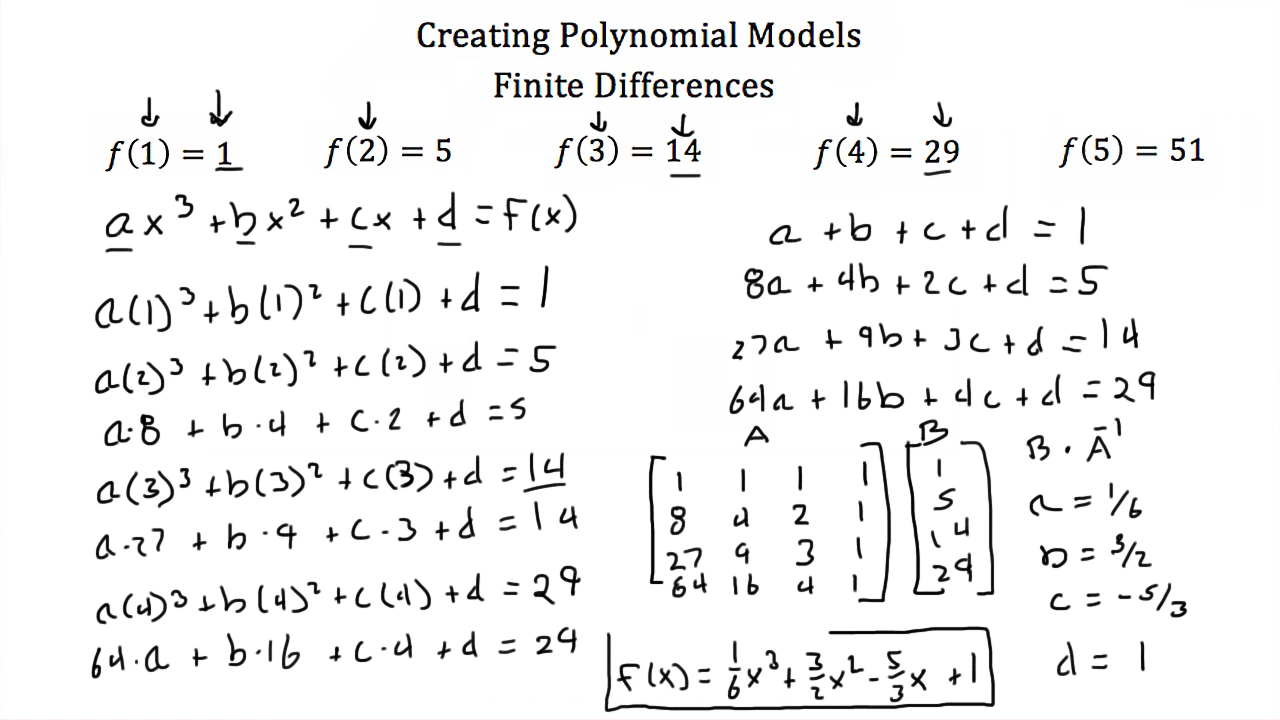 Creating Polynomial Models
Finite Differences
f(1) = 1 f(2) = 5 f(3) = 14 f(4) = 29 f(5) = 51
ax³ + bx² + cx + d = f(x)
a(1)³ + b(1)² + c(1) + d = 1
a(2)³ + b(2)² + c(2) + d = 5
a·8 + b·4 + c·2 + d = 5
a(3)³ + b(3)² + c(3) + d = 14
a·27 + b·9 + c·3 + d = 14
a(4)³ + b(4)² + c(4) + d = 29
64·a + b·16 + c·4 + d = 29
a + b + c + d = 1
8a + 4b + 2c + d = 5
27a + 9b + 3c + d = 14
64a + 16b + 4c + d = 29
A B
1 1 1 1 1
8 4 2 1 5
27 9 3 1 14
64 16 4 1 29
B · A⁻¹
a = 1/6
b = 3/2
c = -5/3
d = 1
f(x) = 1/6x³ + 3/2x² - 5/3x + 1